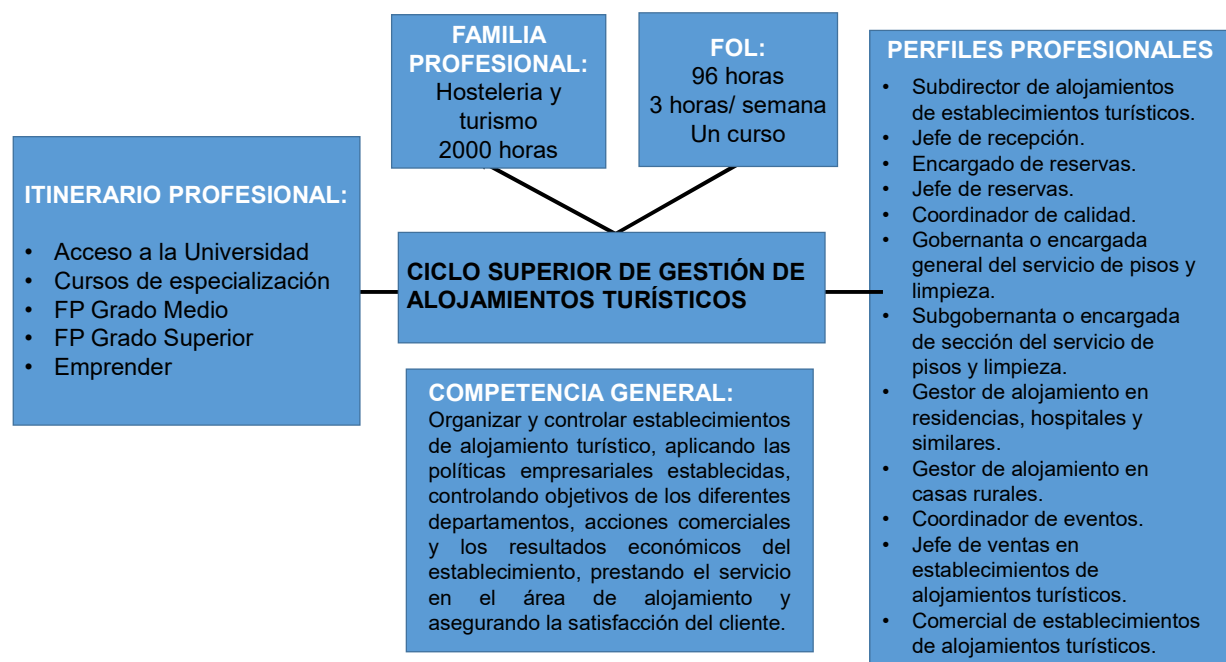 FAMILIA
PROFESIONAL:
Hosteleria y
turismo
2000 horas
FOL:
96 horas
3 horas/ semana
Un curso
PERFILES PROFESIONALES
• Subdirector de alojamientos
de establecimientos turísticos.
• Jefe de recepción.
• Encargado de reservas.
• Jefe de reservas.
• Coordinador de calidad.
• Gobernanta o encargada
general del servicio de pisos y
limpieza.
• Subgobernanta o encargada
de sección del servicio de
pisos y limpieza.
• Gestor de alojamiento en
residencias, hospitales y
similares.
• Gestor de alojamiento en
casas rurales.
• Coordinador de eventos.
• Jefe de ventas en
establecimientos de
alojamientos turísticos.
• Comercial de establecimientos
de alojamientos turísticos.
ITINERARIO PROFESIONAL:
• Acceso a la Universidad
• Cursos de especialización
• FP Grado Medio
• FP Grado Superior
• Emprender
CICLO SUPERIOR DE GESTIÓN DE
ALOJAMIENTOS TURÍSTICOS
COMPETENCIA GENERAL:
Organizar y controlar establecimientos
de alojamiento turístico, aplicando las
políticas empresariales establecidas,
controlando objetivos de los diferentes
departamentos, acciones comerciales
y los resultados económicos del
establecimiento, prestando el servicio
en el área de alojamiento y
asegurando la satisfacción del cliente.